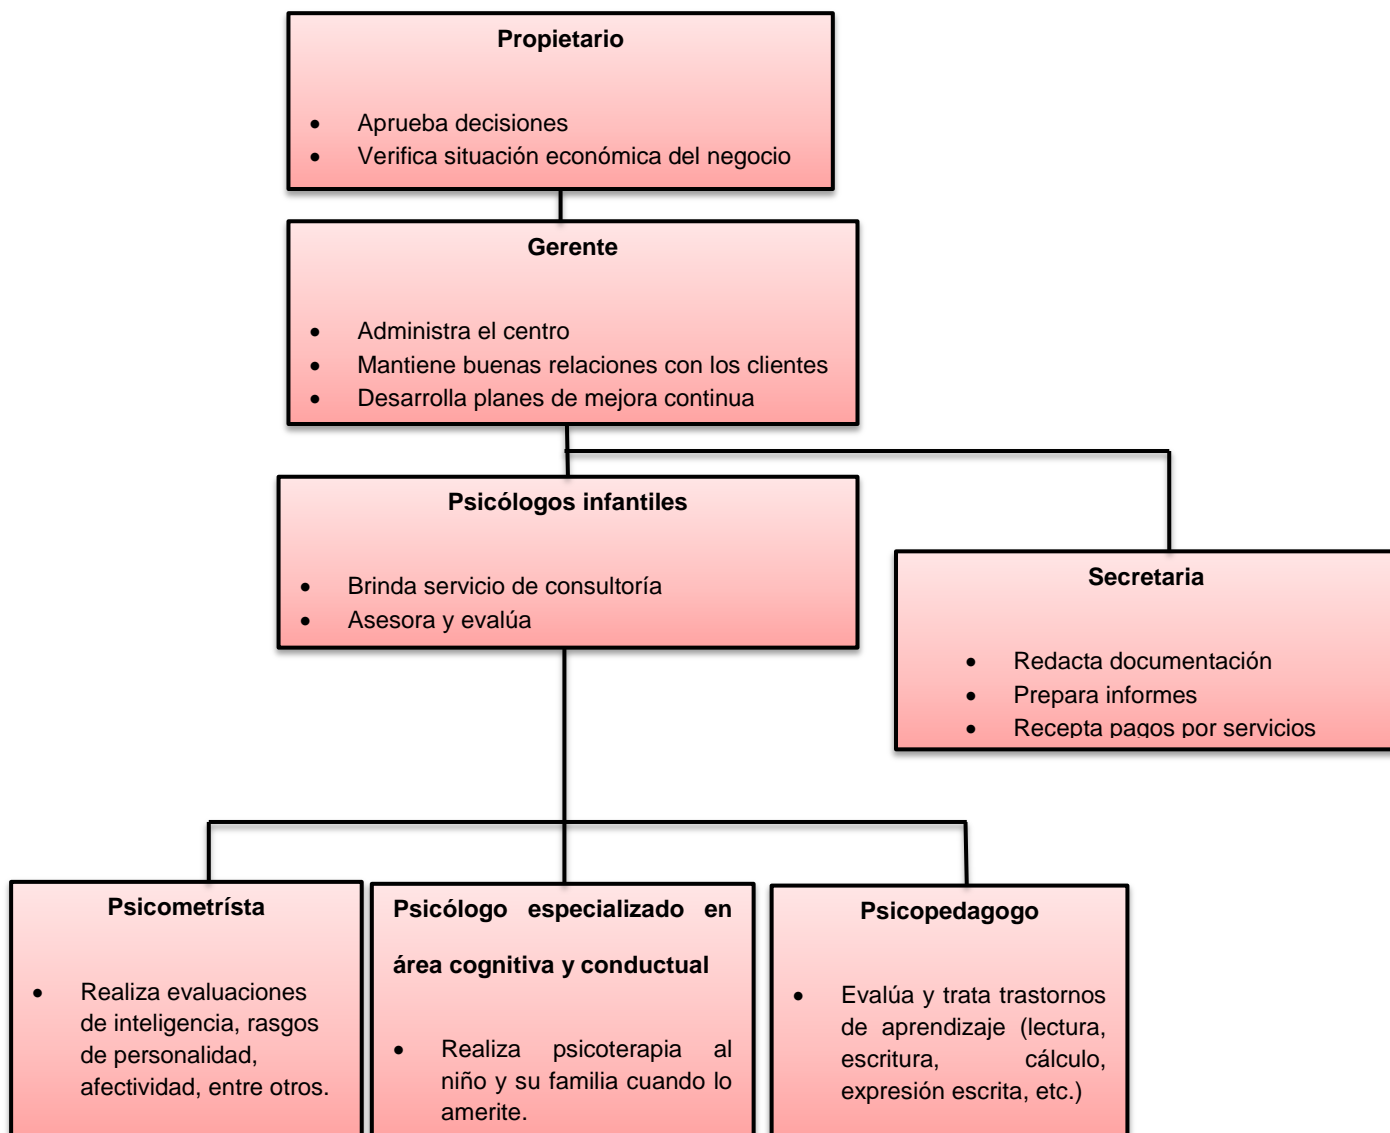 Propietario
• Aprueba decisiones
• Verifica situación económica del negocio
Gerente
• Administra el centro
• Mantiene buenas relaciones con los clientes
• Desarrolla planes de mejora continua
Psicólogos infantiles
• Brinda servicio de consultoría
• Asesora y evalúa
Secretaria
• Redacta documentación
• Prepara informes
• Recepta pagos por servicios
Psicometrísta
• Realiza evaluaciones
de inteligencia, rasgos
de personalidad,
afectividad, entre otros.
Psicólogo especializado en
área cognitiva y conductual
• Realiza psicoterapia al
niño y su familia cuando lo
amerite.
Psicopedagogo
• Evalúa y trata trastornos
de aprendizaje (lectura,
escritura, cálculo,
expresión escrita, etc.)